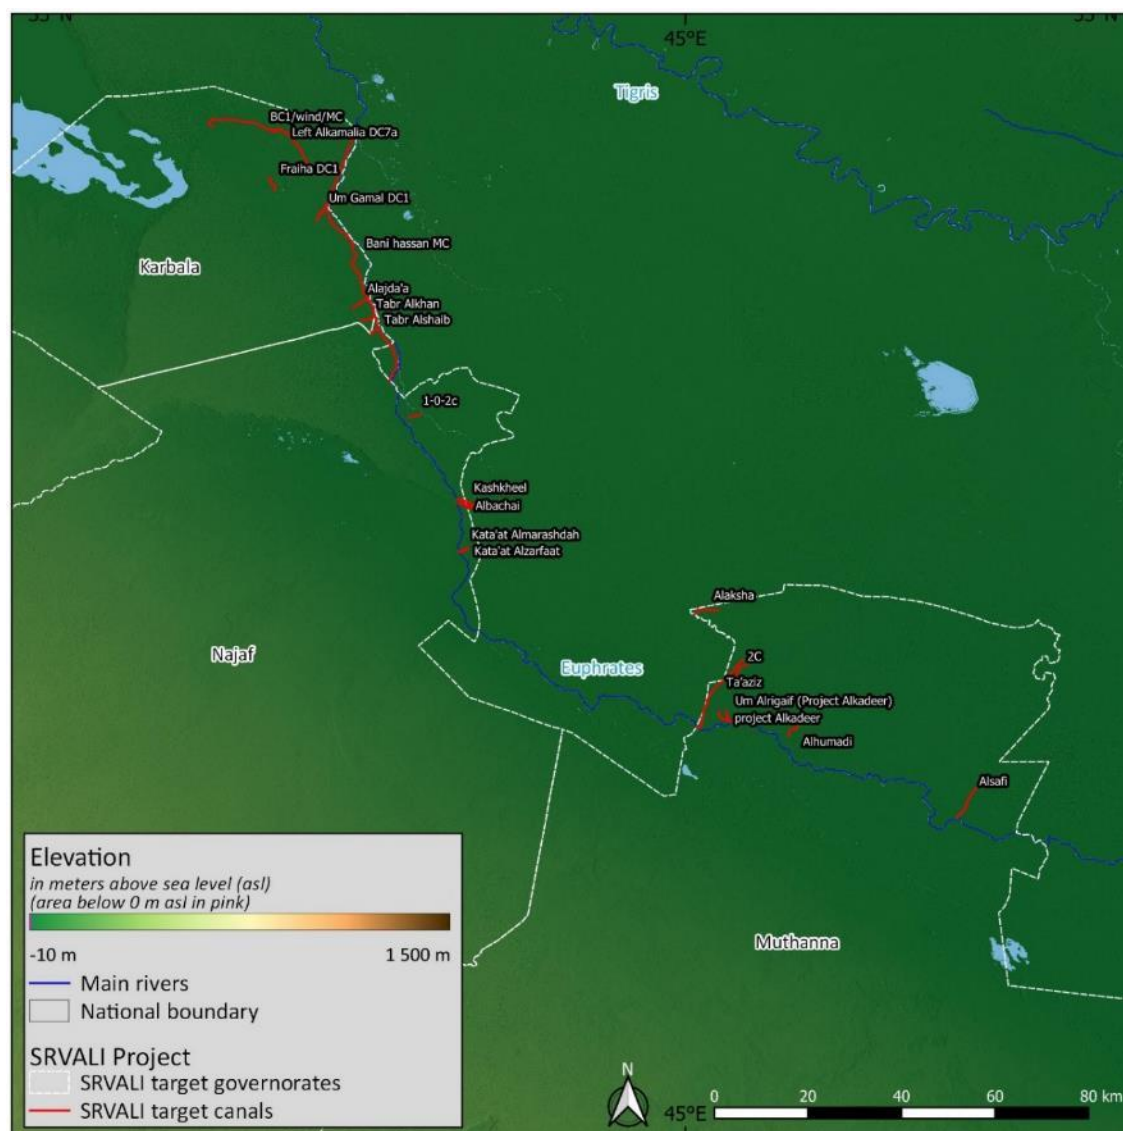 45°E
Tigris
BC1/wind/MC
Left Alkamalia DC7a
Fraiha DC1
Um Gamal DC1
Bani hassan MC
Karbala
Alajda'a
Tabr Alkhan
Tabr Alshaib
1-0-2c
Kashkheel
Albachai
Kata'at Almarashdah
Kata'at Alzarfaat
Alaksha
Najaf
Euphrates
2C
Ta'aziz
Um Alrigaif (Project Alkadeer)
project Alkadeer
Alhumadi
Alsafi
Muthanna
Elevation
in meters above sea level (asl)
(area below 0 m asl in pink)
-10 m 1 500 m
Main rivers
National boundary
SRVALI Project
SRVALI target governorates
SRVALI target canals
N
45°E
0 20 40 60 80 km